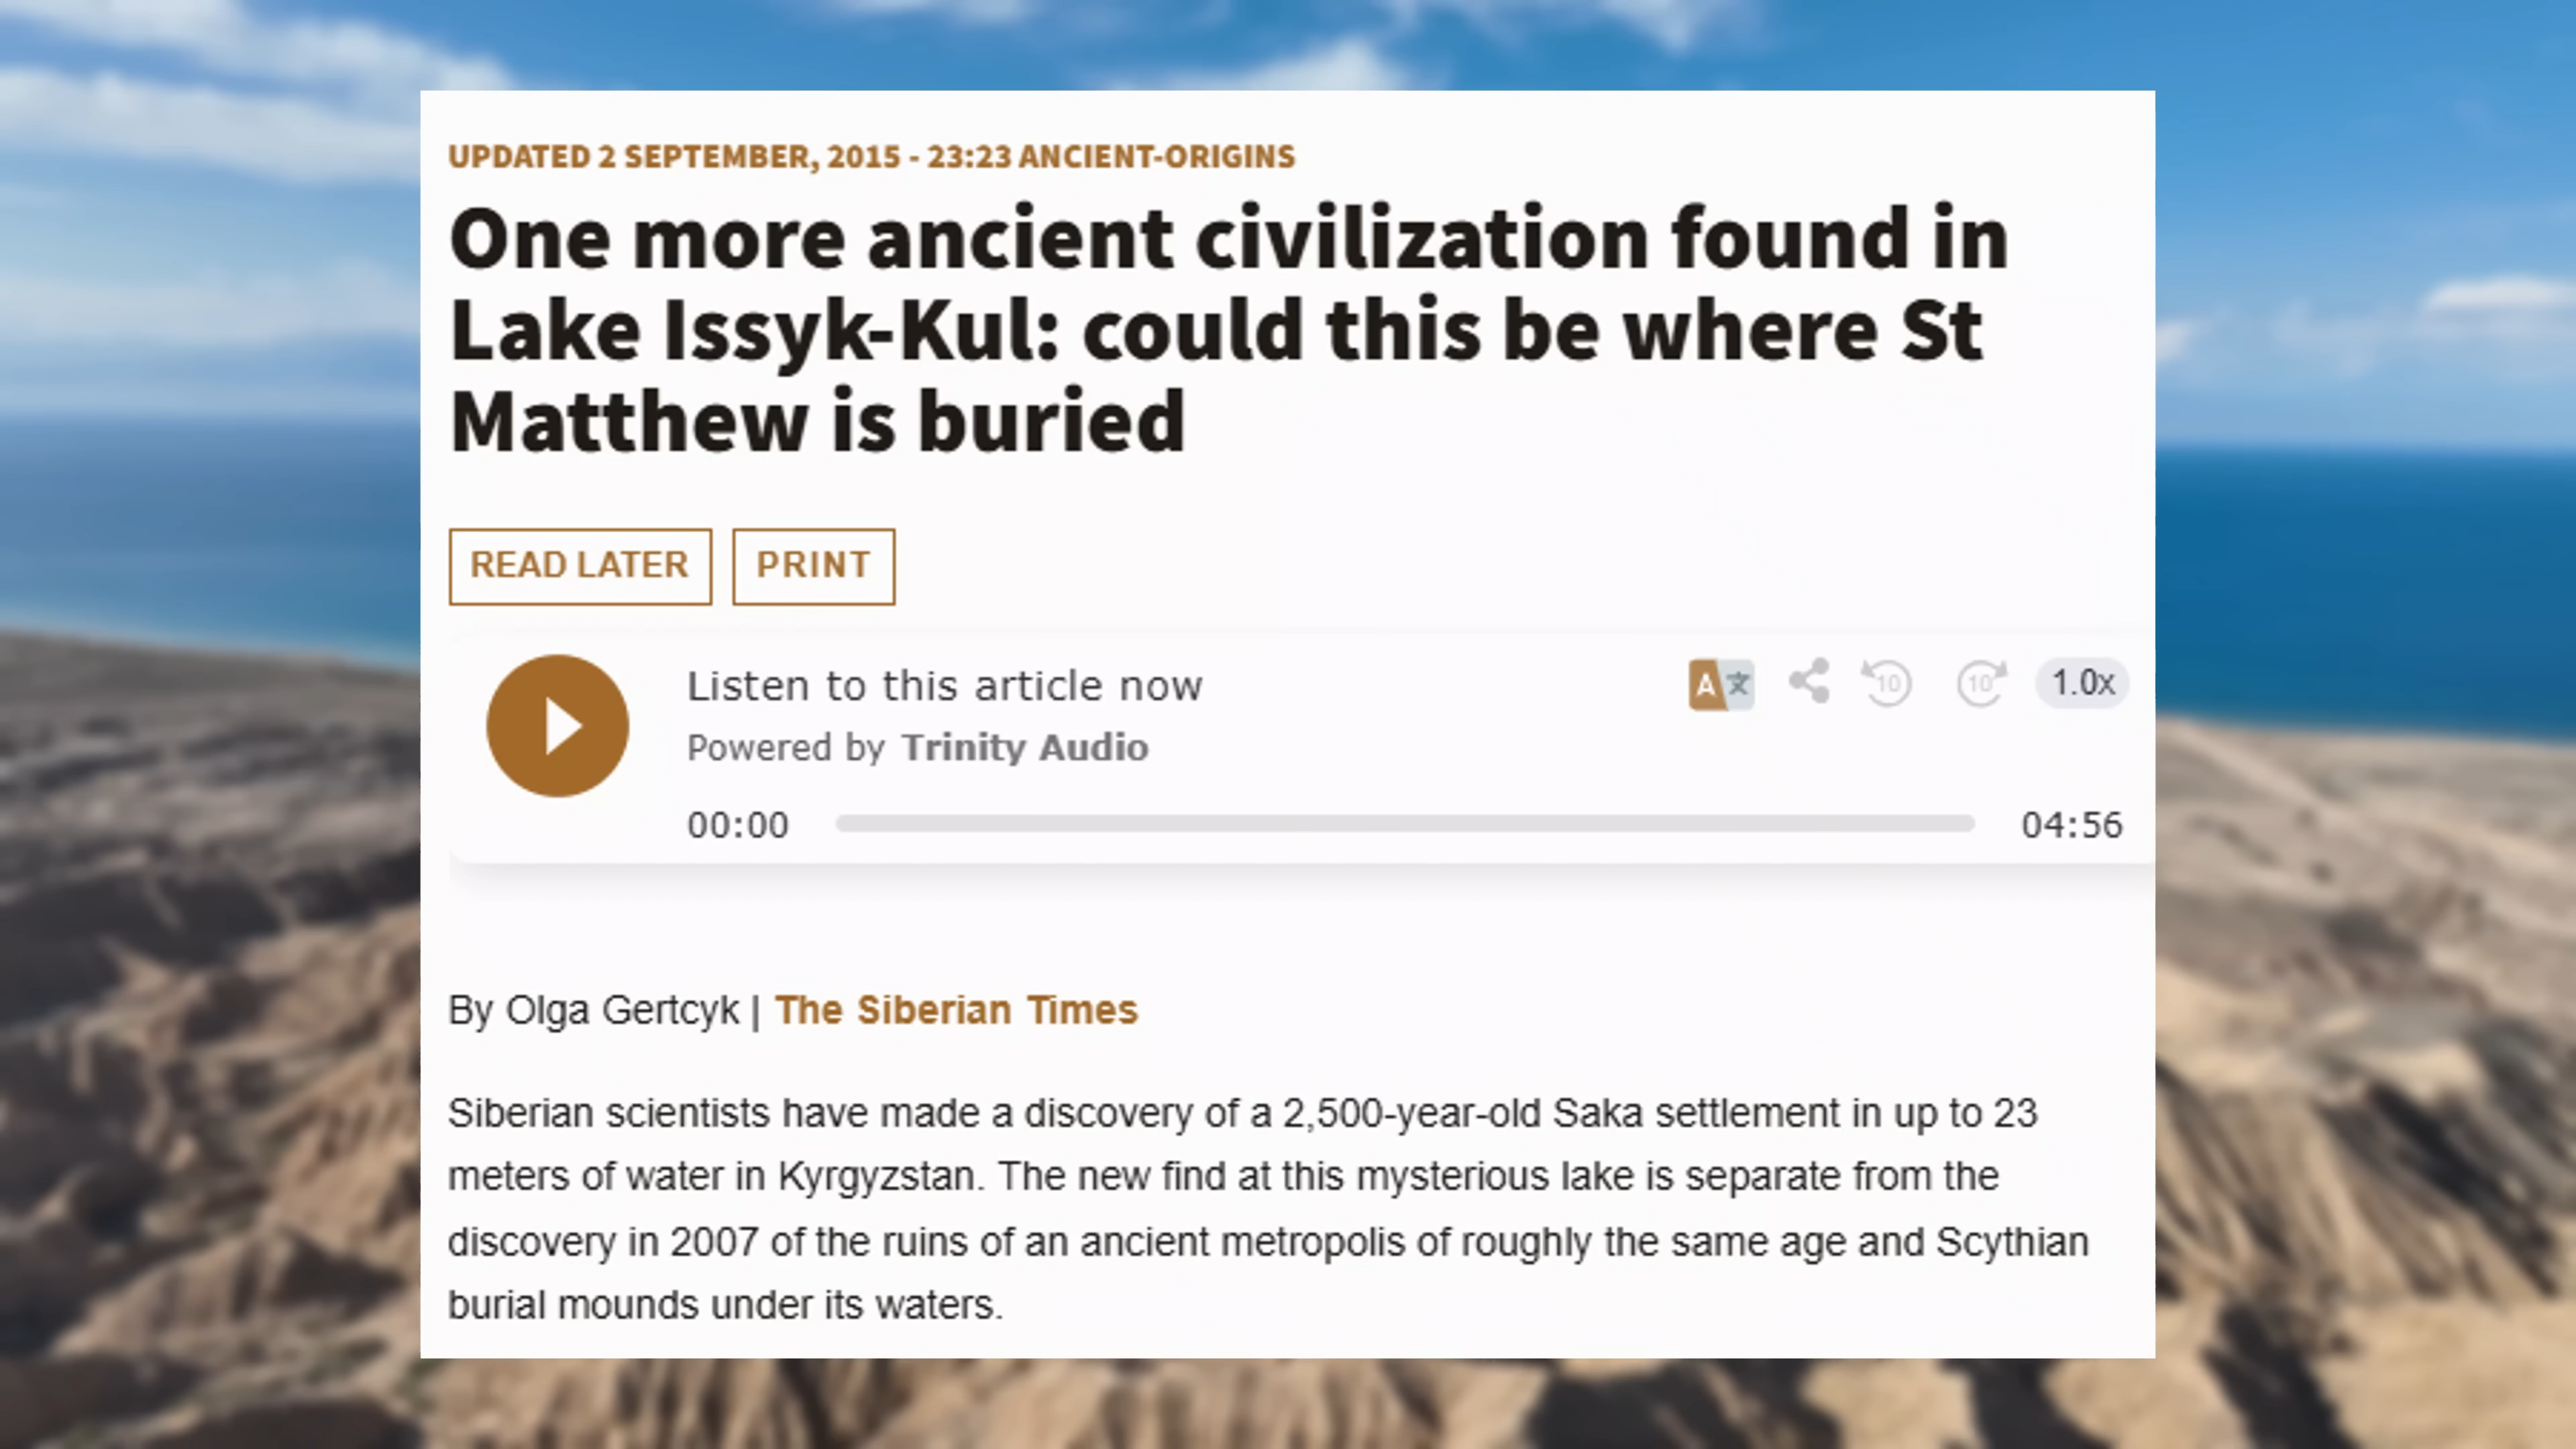 UPDATED 2 SEPTEMBER, 2015 - 23:23 ANCIENT-ORIGINS
One more ancient civilization found in
Lake Issyk-Kul: could this be where St
Matthew is buried
READ LATER PRINT
Listen to this article now
A 文 10 10 1.0x
Powered by Trinity Audio
00:00 04:56
By Olga Gertcyk | The Siberian Times
Siberian scientists have made a discovery of a 2,500-year-old Saka settlement in up to 23
meters of water in Kyrgyzstan. The new find at this mysterious lake is separate from the
discovery in 2007 of the ruins of an ancient metropolis of roughly the same age and Scythian
burial mounds under its waters.